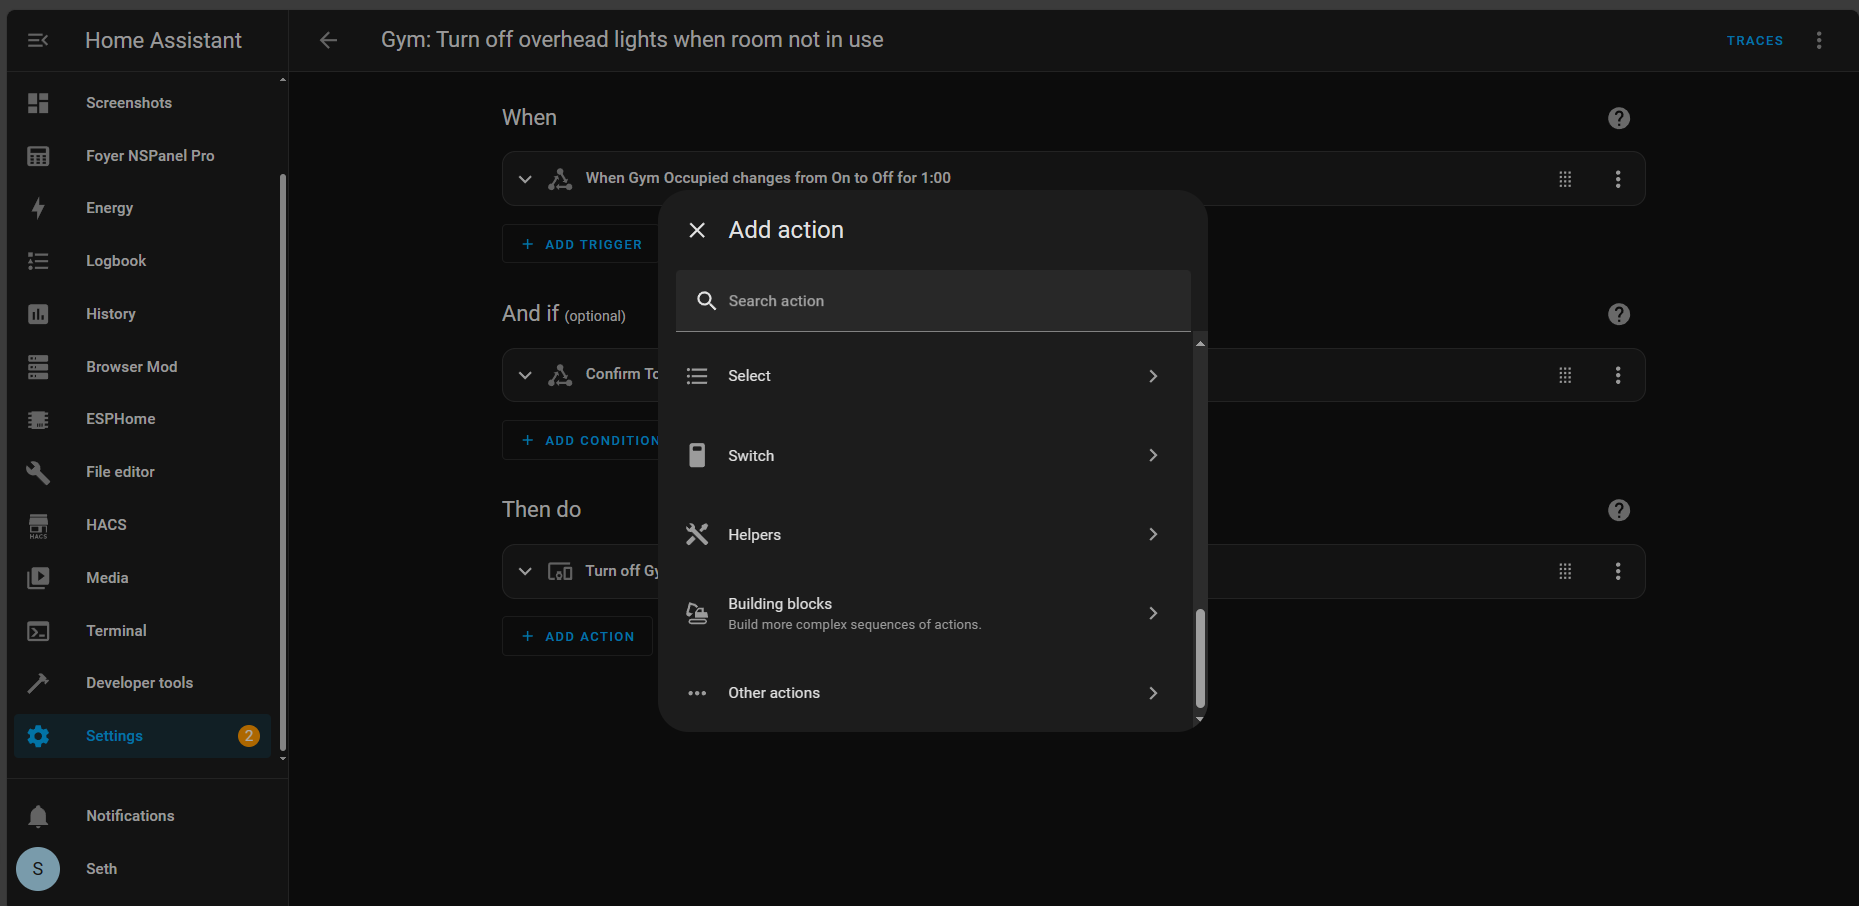 Home Assistant
Gym: Turn off overhead lights when room not in use
TRACES
Screenshots
Foyer NSPanel Pro
Energy
Logbook
History
Browser Mod
ESPHome
File editor
HACS
HACS
Media
Terminal
Developer tools
Settings
2
Notifications
S
Seth
When
When Gym Occupied changes from On to Off for 1:00
ADD TRIGGER
And if (optional)
Confirm To
ADD CONDITION
Then do
Turn off Gy
ADD ACTION
Add action
Search action
Select
Switch
Helpers
Building blocks
Build more complex sequences of actions.
Other actions